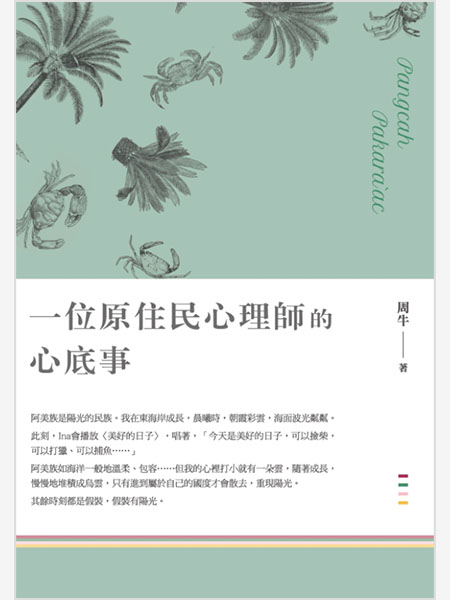 Pangcah
Pakara'ac
一位原住民心理師的
心底事
周牛
著
阿美族是陽光的民族。我在東海岸成長，晨曦時，朝霞彩雲，海面波光粼粼。
此刻，Ina會播放〈美好的日子〉，唱著，「今天是美好的日子，可以撿柴，
可以打獵、可以捕魚⋯⋯」
阿美族如海洋一般地溫柔、包容⋯⋯但我的心裡打小就有一朵雲，隨著成長，
慢慢地堆積成烏雲，只有進到屬於自己的國度才會散去，重現陽光。
其餘時刻都是假裝，假裝有陽光。